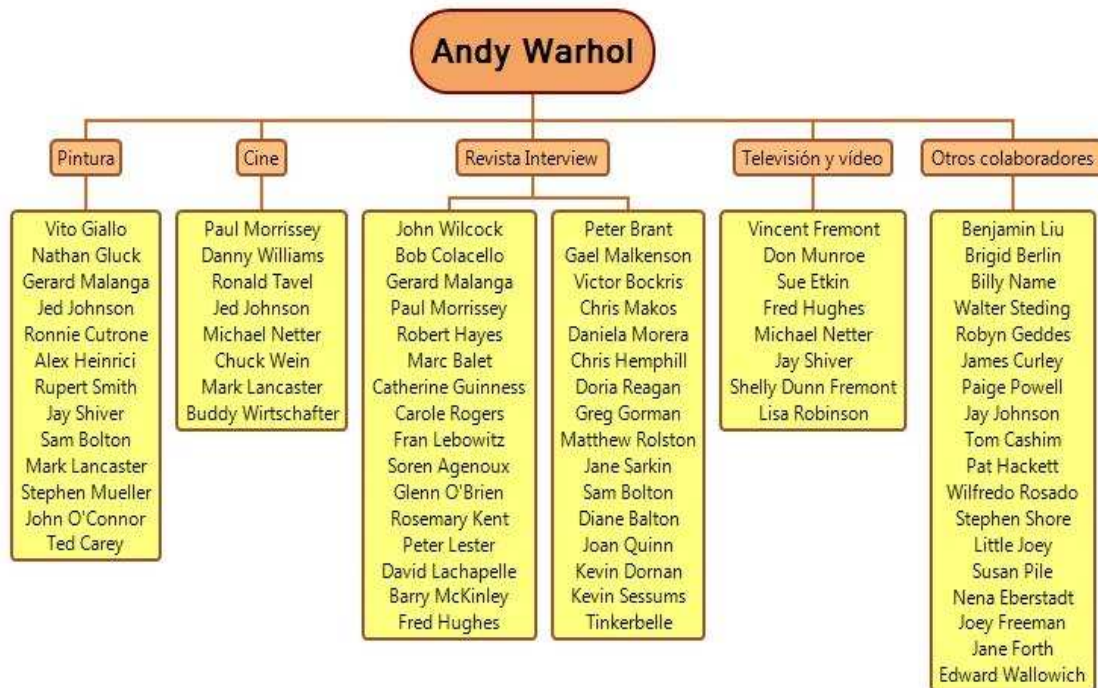 Andy Warhol
Pintura
Cine
Revista Interview
Televisión y vídeo
Otros colaboradores
Vito Giallo
Nathan Gluck
Gerard Malanga
Jed Johnson
Ronnie Cutrone
Alex Heinrici
Rupert Smith
Jay Shiver
Sam Bolton
Mark Lancaster
Stephen Mueller
John O'Connor
Ted Carey
Paul Morrissey
Danny Williams
Ronald Tavel
Jed Johnson
Michael Netter
Chuck Wein
Mark Lancaster
Buddy Wirtschafter
John Wilcock
Bob Colacello
Gerard Malanga
Paul Morrissey
Robert Hayes
Marc Balet
Catherine Guinness
Carole Rogers
Fran Lebowitz
Soren Agenoux
Glenn O'Brien
Rosemary Kent
Peter Lester
David Lachapelle
Barry McKinley
Fred Hughes
Peter Brant
Gael Malkenson
Victor Bockris
Chris Makos
Daniela Morera
Chris Hemphill
Doria Reagan
Greg Gorman
Matthew Rolston
Jane Sarkin
Sam Bolton
Diane Balton
Joan Quinn
Kevin Dornan
Kevin Sessums
Tinkerbelle
Vincent Fremont
Don Munroe
Sue Etkin
Fred Hughes
Michael Netter
Jay Shiver
Shelly Dunn Fremont
Lisa Robinson
Benjamin Liu
Brigid Berlin
Billy Name
Walter Steding
Robyn Geddes
James Curley
Paige Powell
Jay Johnson
Tom Cashim
Pat Hackett
Wilfredo Rosado
Stephen Shore
Little Joey
Susan Pile
Nena Eberstadt
Joey Freeman
Jane Forth
Edward Wallowich